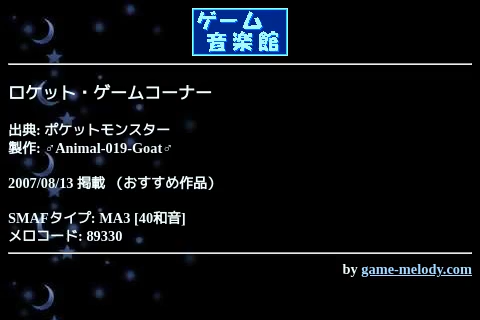 ゲーム
音楽館
ロケット・ゲームコーナー
出典: ポケットモンスター
製作: ♂Animal-019-Goat♂
2007/08/13 掲載 （おすすめ作品）
SMAFタイプ: MA3 [40和音]
メロコード: 89330
by game-melody.com